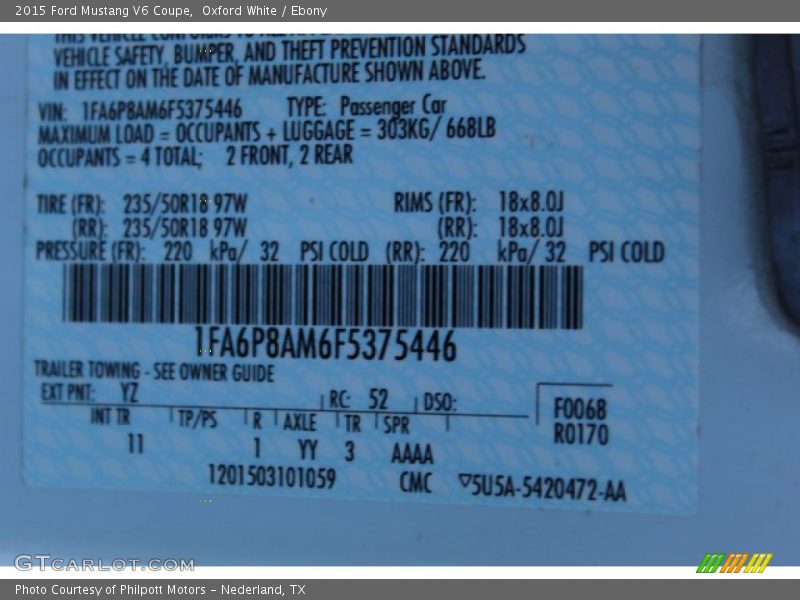 2015 Ford Mustang V6 Coupe,  Oxford White / Ebony
VEHICLE SAFETY, BUMPER, AND THEFT PREVENTION STANDARDS
IN EFFECT ON THE DATE OF MANUFACTURE SHOWN ABOVE.
VIN: 1FA6P8AM6F5375446 TYPE: Passenger Car
MAXIMUM LOAD = OCCUPANTS + LUGGAGE = 303KG/ 668LB
OCCUPANTS = 4 TOTAL; 2 FRONT, 2 REAR
TIRE (FR): 235/50R18 97W RIMS (FR): 18x8.0J
(RR): 235/50R18 97W (RR): 18x8.0J
PRESSURE (FR): 220 kPa/ 32 PSI COLD (RR): 220 kPa/ 32 PSI COLD
1FA6P8AM6F5375446
TRAILER TOWING - SEE OWNER GUIDE
EXT PNT: YZ RC: 52 DSO: F0068
INT TR TP/PS R AXLE TR SPR R0170
11 1 YY 3 AAAA
1201503101059 CMC ▽5U5A-5420472-AA
GTCARLOT.COM
Photo Courtesy of Philpott Motors – Nederland, TX